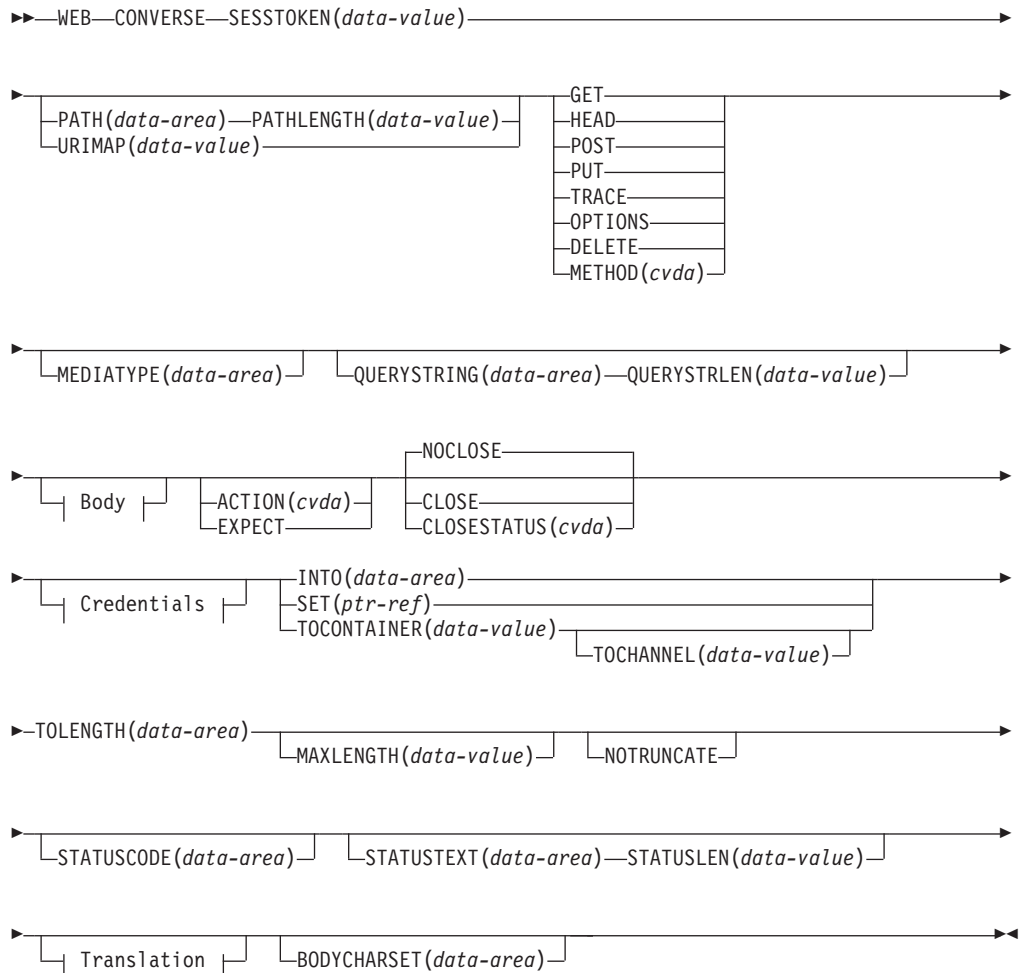 WEB CONVERSE SESSTOKEN(data-value)
GET
PATH(data-area) PATHLENGTH(data-value) HEAD
URIMAP(data-value) POST
PUT
TRACE
OPTIONS
DELETE
METHOD(cvda)
MEDIATYPE(data-area) QUERYSTRING(data-area) QUERYSTRLEN(data-value)
NOCLOSE
Body ACTION(cvda) CLOSE
EXPECT CLOSESTATUS(cvda)
INTO(data-area)
Credentials SET(ptr-ref)
TOCONTAINER(data-value)
TOCHANNEL(data-value)
TOLENGTH(data-area)
MAXLENGTH(data-value) NOTRUNCATE
STATUSCODE(data-area) STATUSTEXT(data-area) STATUSLEN(data-value)
Translation BODYCHARSET(data-area)